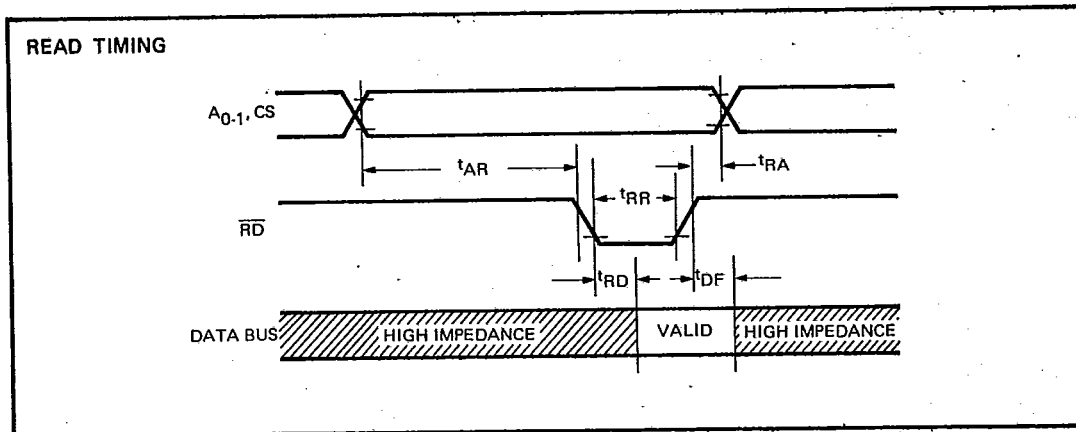 READ TIMING
A0-1, CS
tAR
tRA
tRR
RD
tRD
tDF
DATA BUS
HIGH IMPEDANCE
VALID
HIGH IMPEDANCE